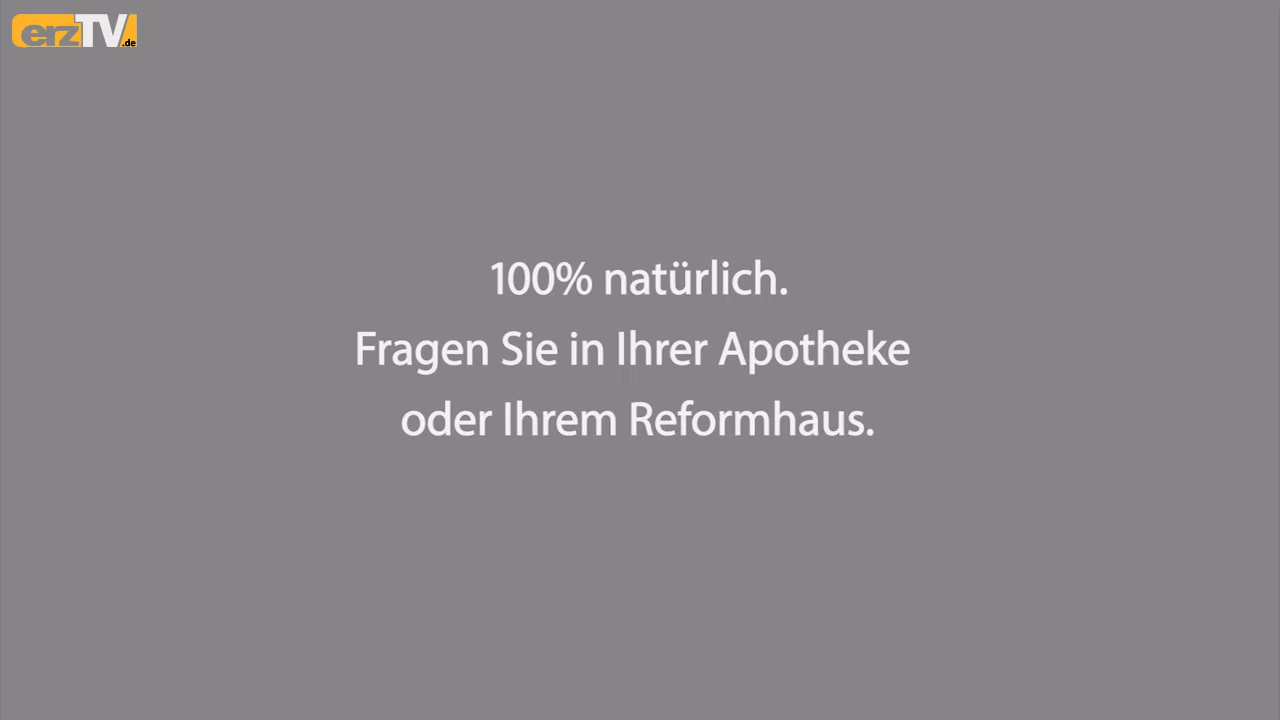 erzTV.de
100% natürlich.
Fragen Sie in Ihrer Apotheke
oder Ihrem Reformhaus.